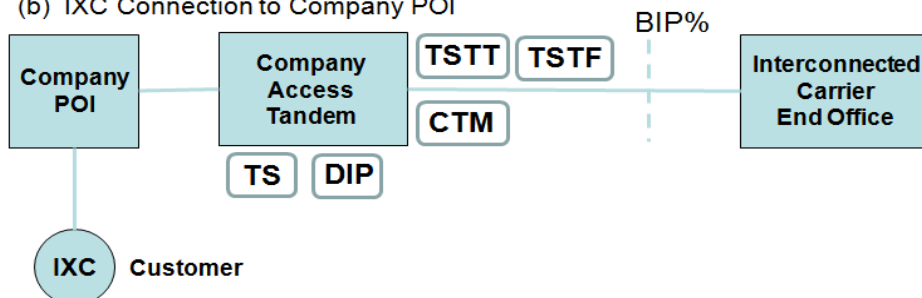 (b) IXC Connection to Company POI
BIP%
Company
POI
Company
Access
Tandem
TSTT
TSTF
CTM
Interconnected
Carrier
End Office
TS
DIP
IXC
Customer